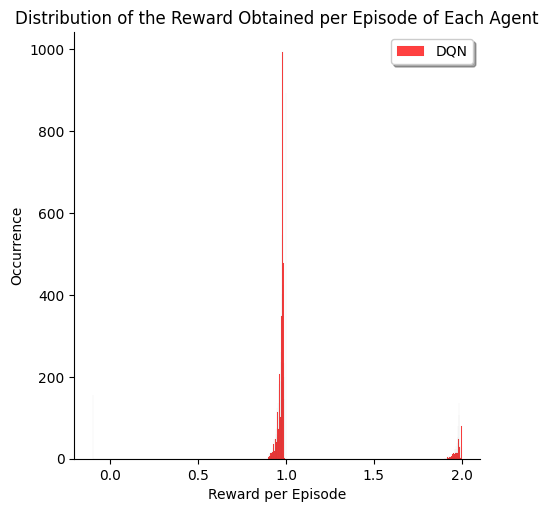 Distribution of the Reward Obtained per Episode of Each Agent
DQN
1000
800
600
400
200
0
Occurrence
0.0 0.5 1.0 1.5 2.0
Reward per Episode